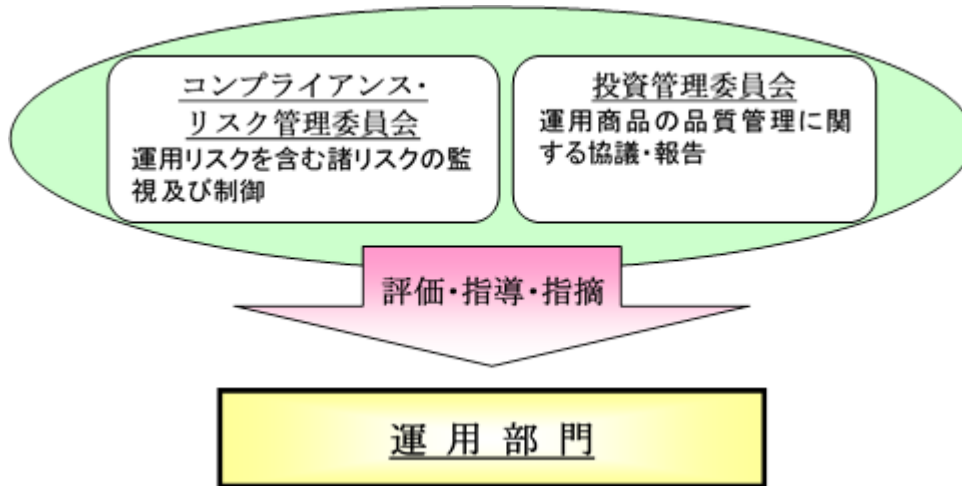 コンプライアンス・
リスク管理委員会
運用リスクを含む諸リスクの監
視及び制御
投資管理委員会
運用商品の品質管理に関
する協議・報告
評価・指導・指摘
運用部門